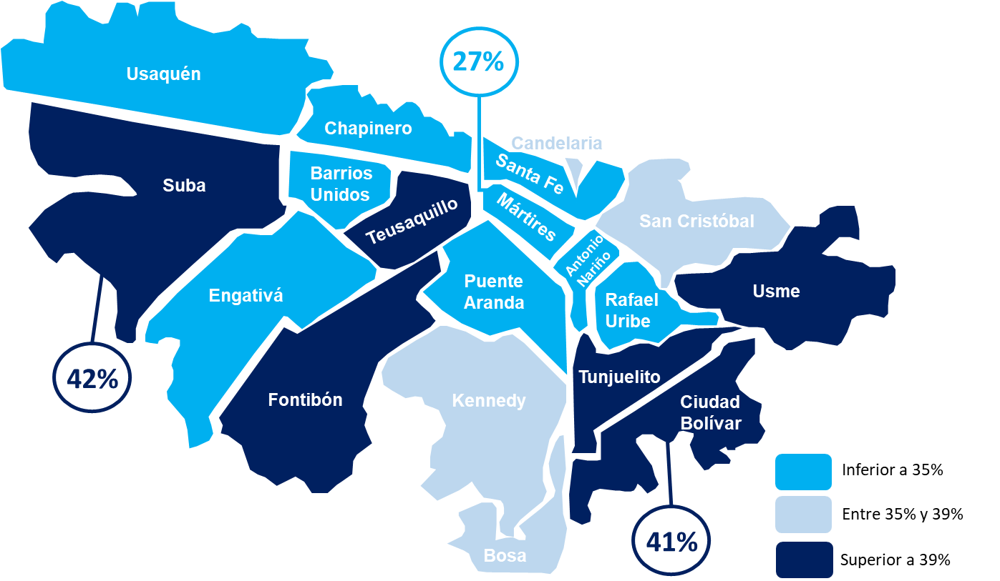 Usaquén
27%
Chapinero
Candelaria
Santa Fe
Barrios
Unidos
Suba
Teusaquillo
Mártires
San Cristóbal
Antonio
Nariño
Puente
Aranda
Engativá
Rafael
Uribe
Usme
42%
Fontibón
Kennedy
Tunjuelito
Ciudad
Bolívar
Bosa
41%
Inferior a 35%
Entre 35% y 39%
Superior a 39%